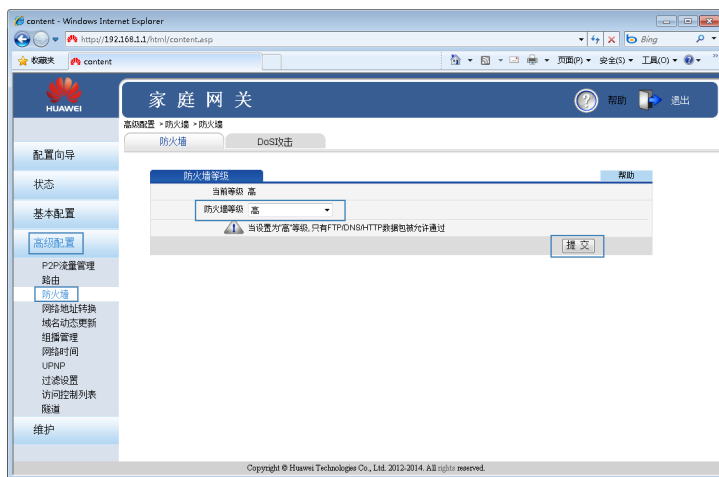 content - Windows Internet Explorer
http://192.168.1.1/html/content.asp
Bing
收藏夹
content
页面(P)
安全(S)
工具(O)
HUAWEI
家庭网关
帮助
退出
高级配置 > 防火墙 > 防火墙
防火墙
DoS攻击
配置向导
状态
基本配置
高级配置
P2P流量管理
路由
防火墙
网络地址转换
域名动态更新
组播管理
网络时间
UPNP
过滤设置
访问控制列表
隧道
维护
防火墙等级
帮助
当前等级 高
防火墙等级 高
当设置为“高”等级, 只有FTP/DNS/HTTP数据包被允许通过
提交
Copyright © Huawei Technologies Co., Ltd. 2012-2014. All rights reserved.